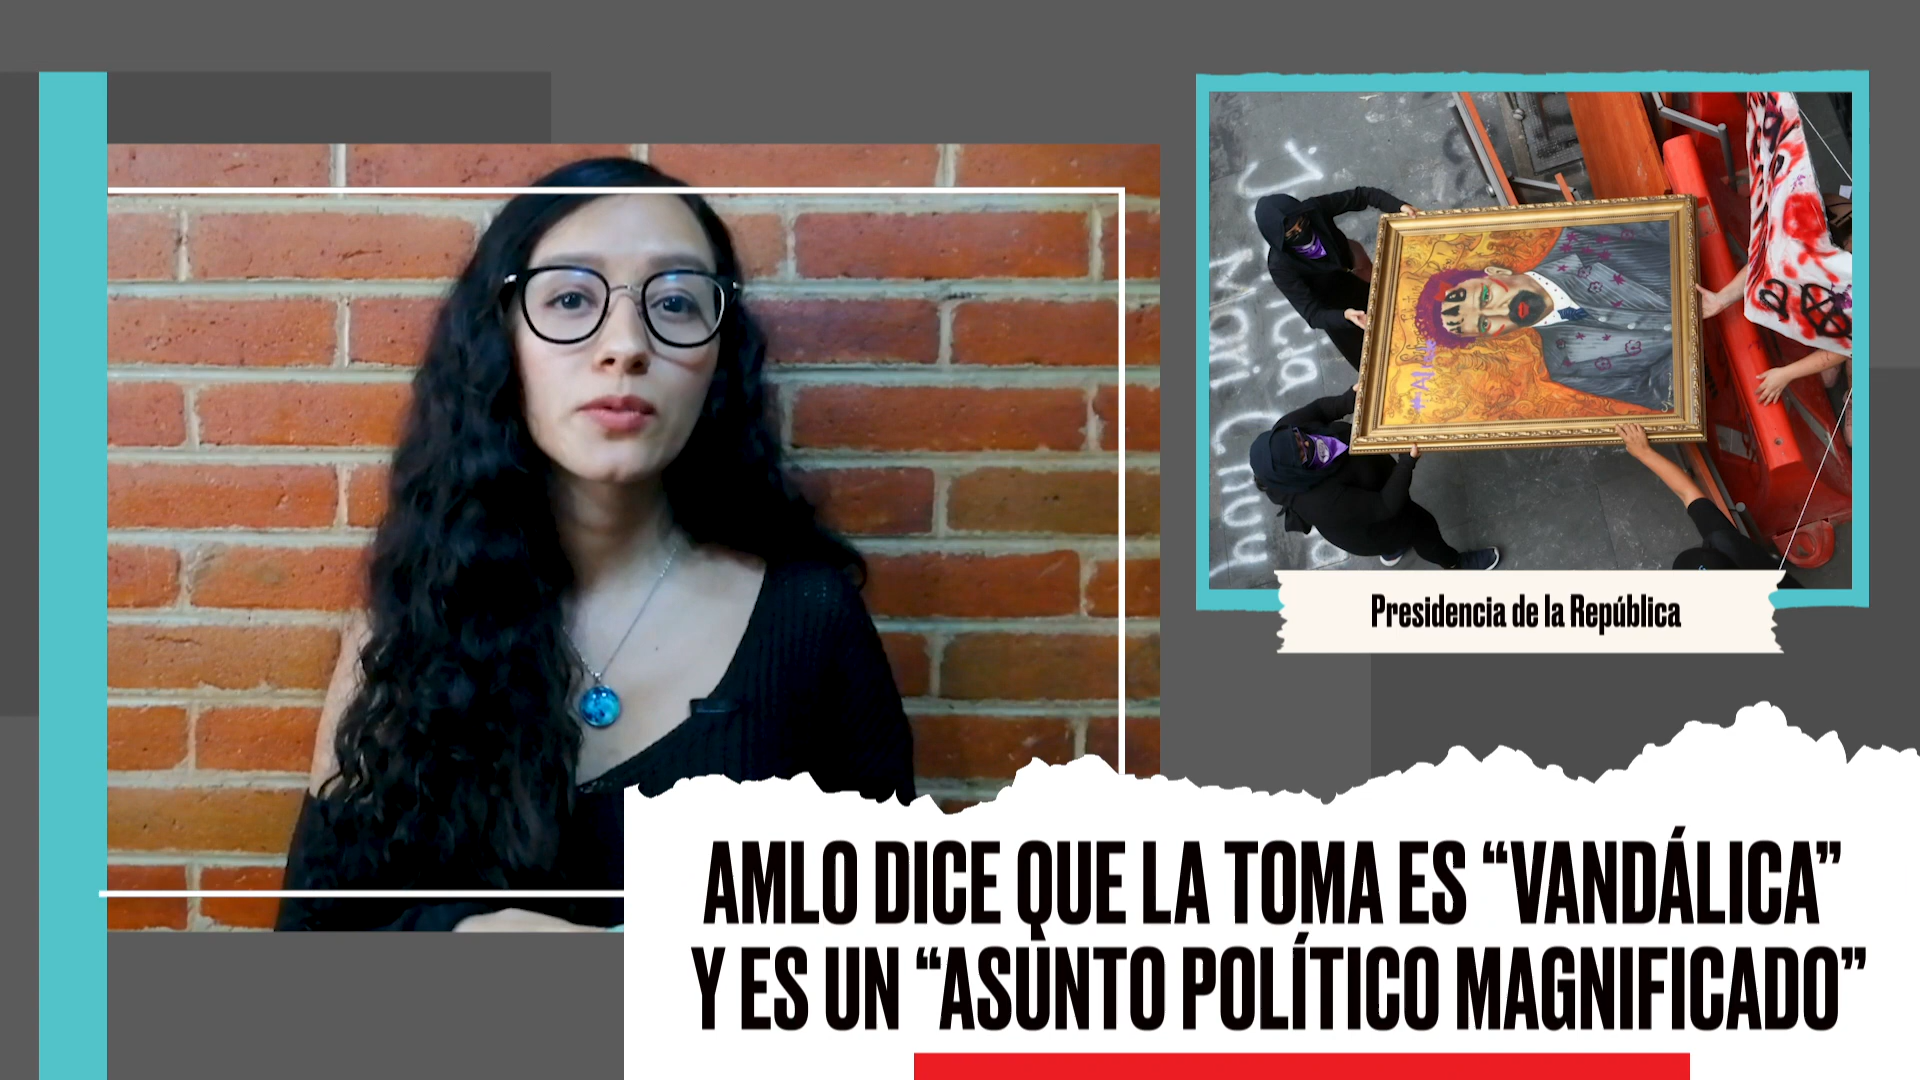 Presidencia de la República
AMLO DICE QUE LA TOMA ES “VANDÁLICA”
Y ES UN “ASUNTO POLÍTICO MAGNIFICADO”